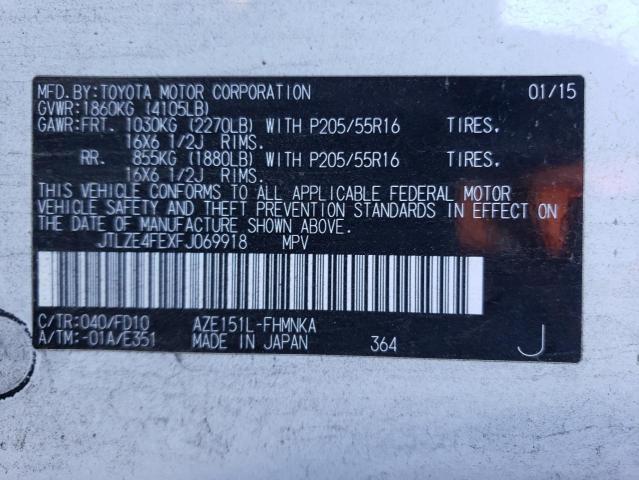 MFD.BY:TOYOTA MOTOR CORPORATION 01/15
GVWR:1860KG (4105LB)
GAWR:FRT. 1030KG (2270LB) WITH P205/55R16 TIRES.
16X6 1/2J RIMS.
RR. 855KG (1880LB) WITH P205/55R16 TIRES.
16X6 1/2J RIMS.
THIS VEHICLE CONFORMS TO ALL APPLICABLE FEDERAL MOTOR
VEHICLE SAFETY AND THEFT PREVENTION STANDARDS IN EFFECT ON
THE DATE OF MANUFACTURE SHOWN ABOVE.
JTLZE4FEXFJ069918 MPV
C/TR:040/FD10 AZE151L-FHMNKA
A/TM:-01A/E351 MADE IN JAPAN 364 J